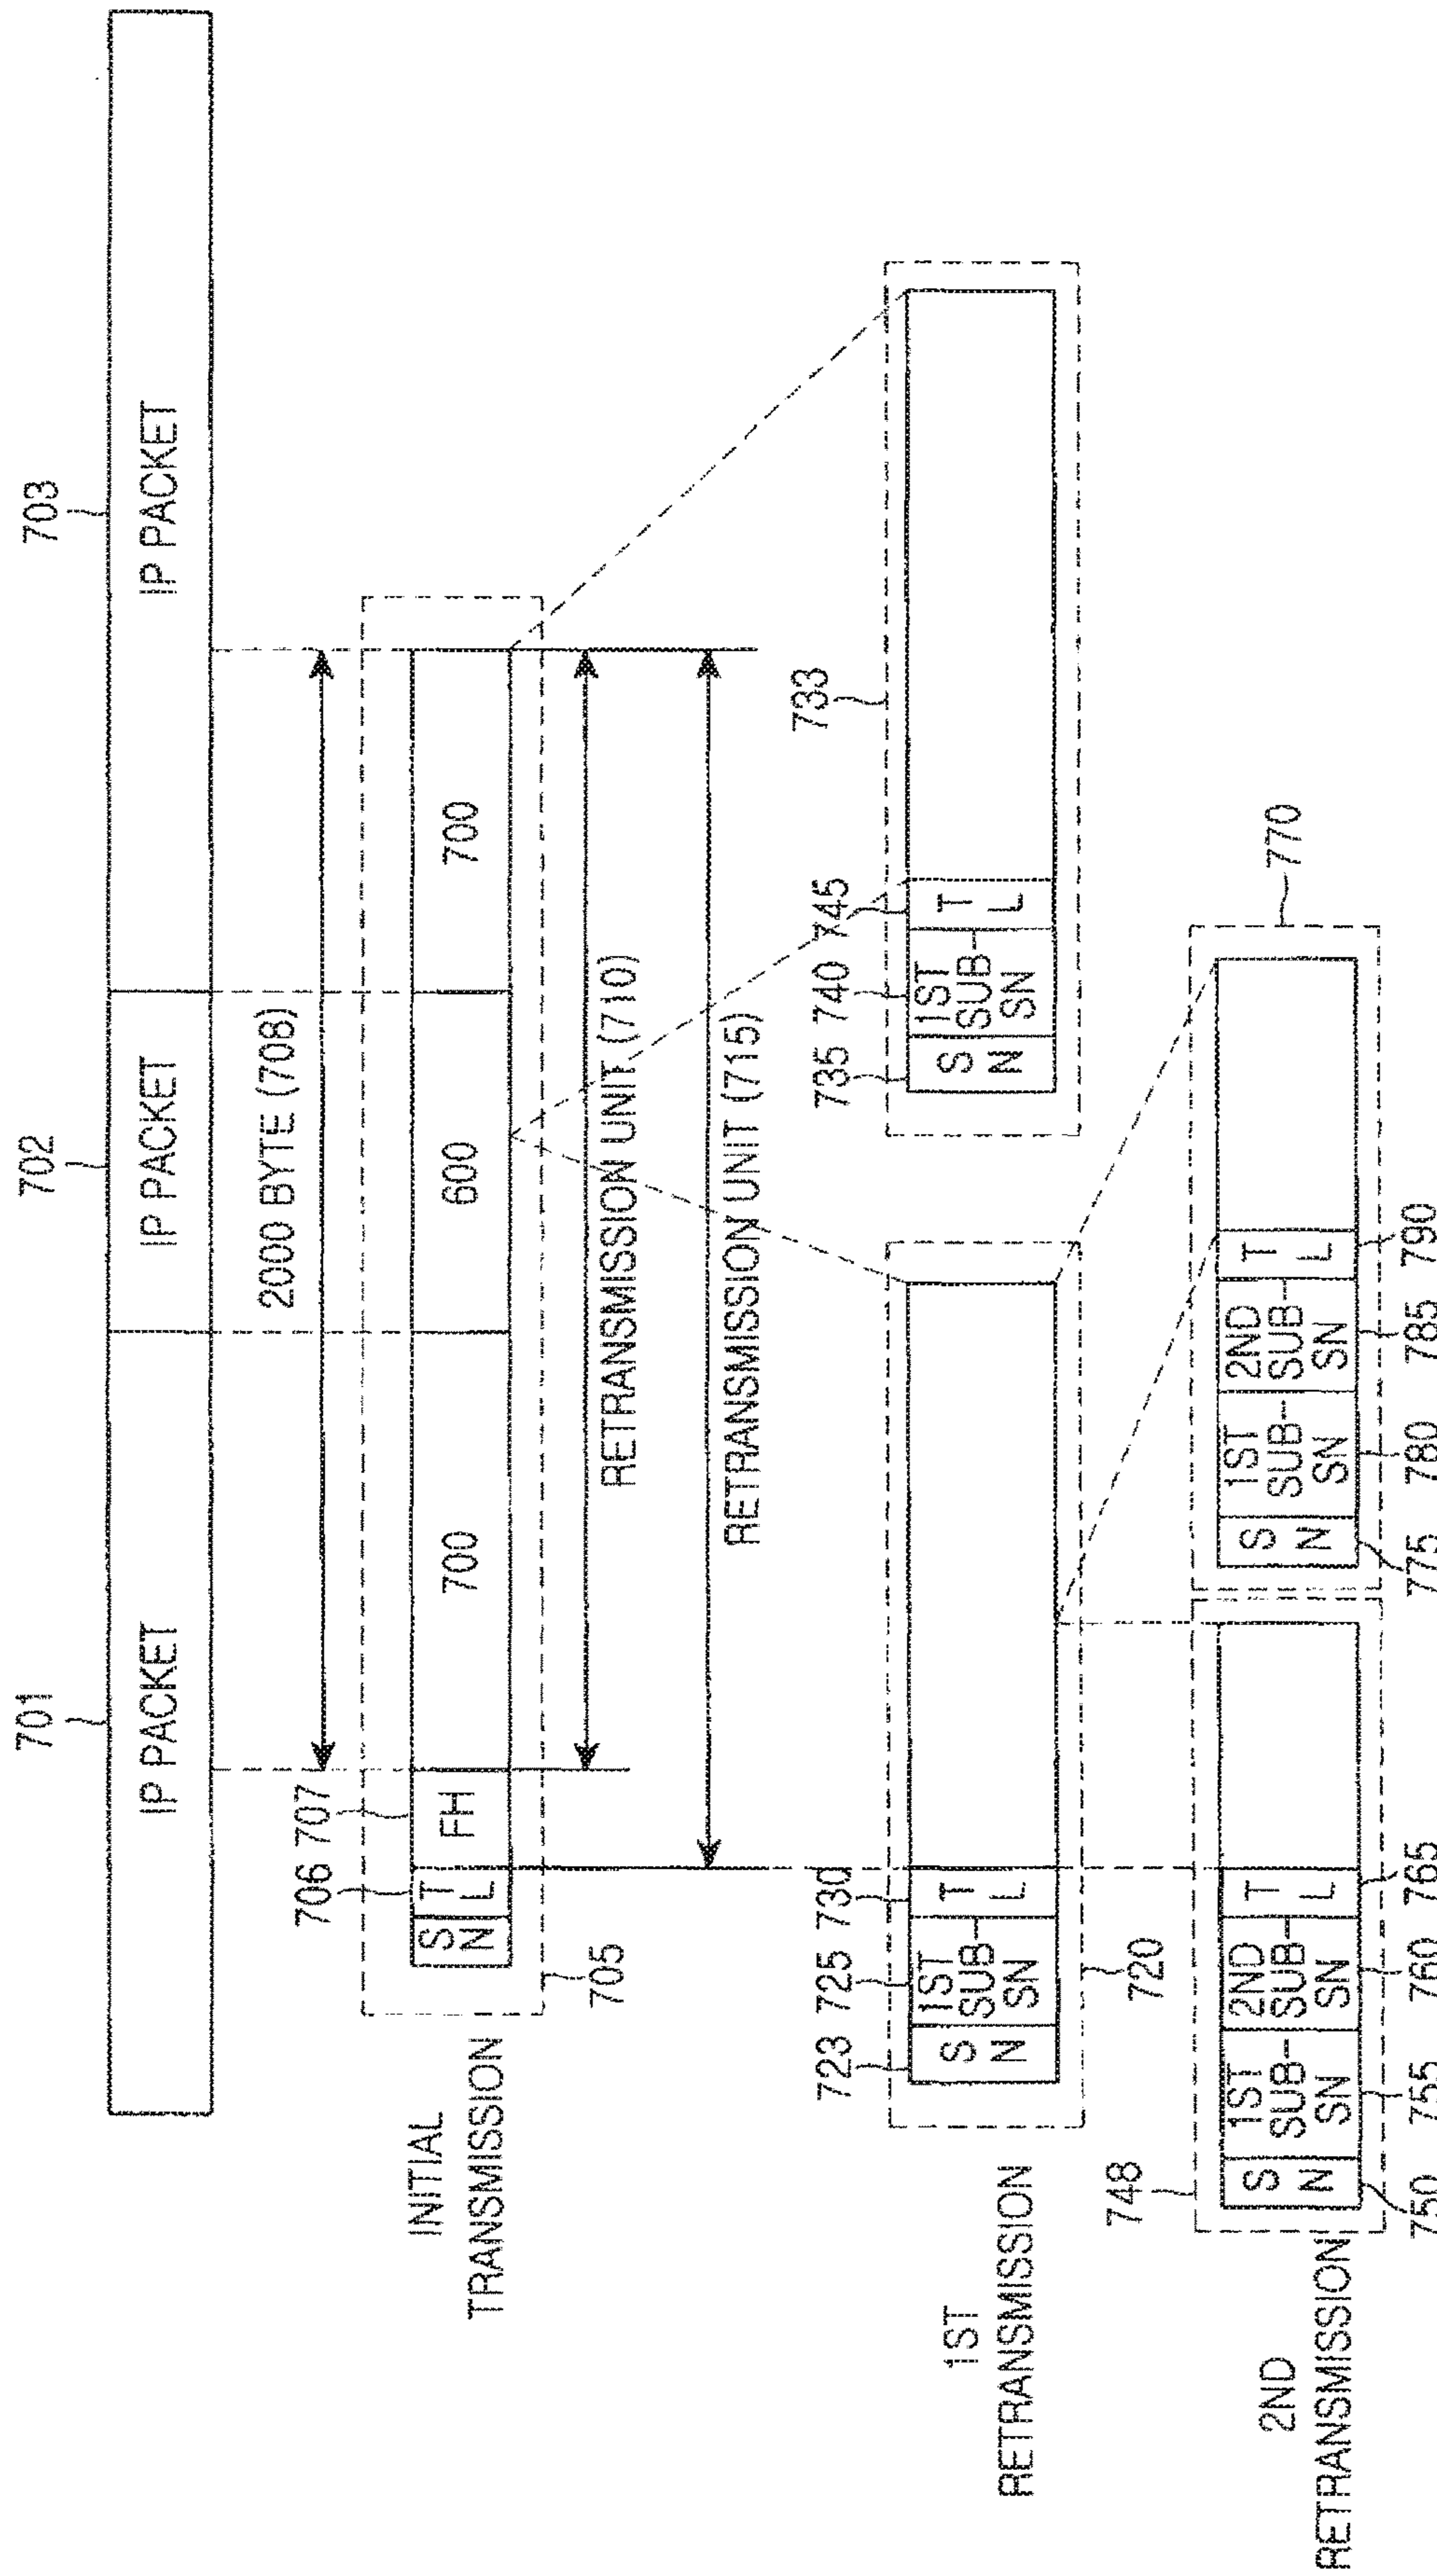 701
702
703
IP PACKET
IP PACKET
IP PACKET
2000 BYTE (708)
706
707
INITIAL
TRANSMISSION
S
N
T
L
FH
700
600
700
705
RETRANSMISSION UNIT (710)
RETRANSMISSION UNIT (715)
723
725
730
735
740
745
733
1ST
RETRANSMISSION
S
N
1ST
SUB-
SN
T
L
S
N
1ST
SUB-
SN
T
L
720
748
770
2ND
RETRANSMISSION
S
N
1ST
SUB-
SN
2ND
SUB-
SN
T
L
S
N
1ST
SUB-
SN
2ND
SUB-
SN
T
L
750
755
760
765
775
780
785
790